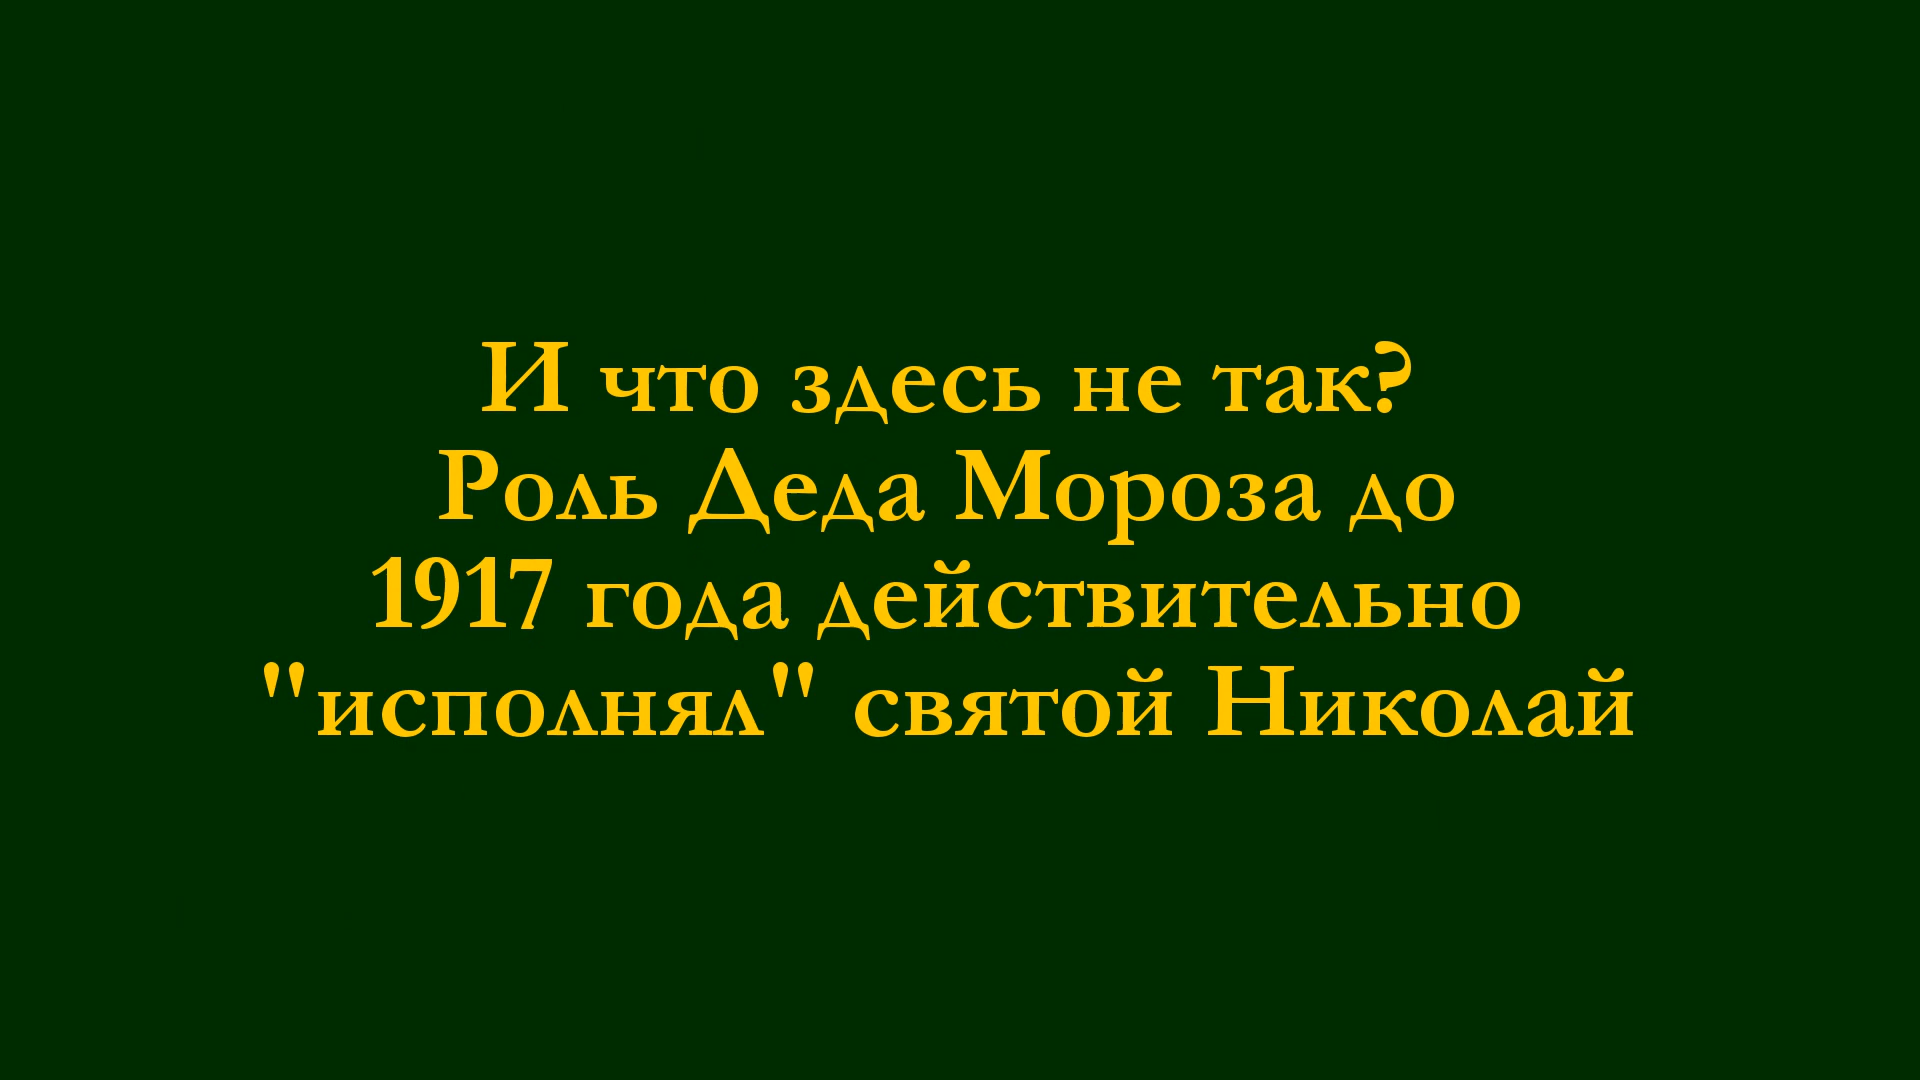 И что здесь не так?
Роль Деда Мороза до
1917 года действительно
"исполнял" святой Николай